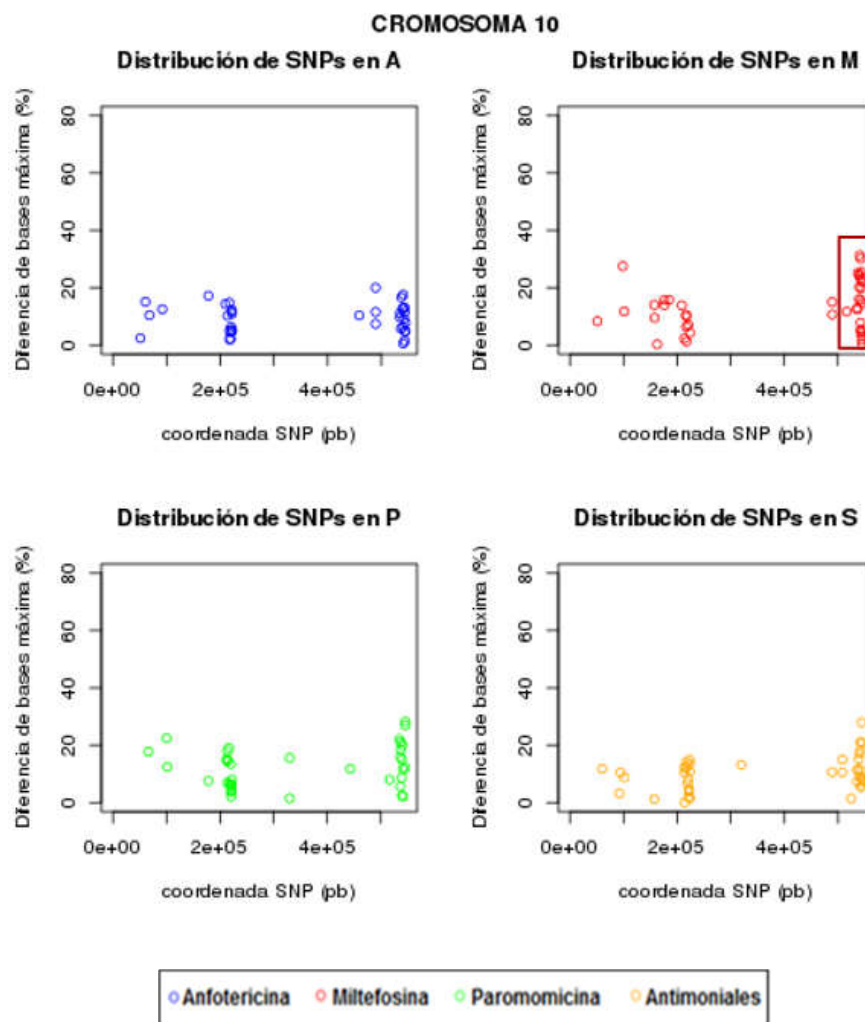 CROMOSOMA 10
Distribución de SNPs en A
Distribución de SNPs en M
Diferencia de bases máxima (%)
80
60
40
20
0
0e+00 2e+05 4e+05
coordenada SNP (pb)
Diferencia de bases máxima (%)
80
60
40
20
0
0e+00 2e+05 4e+05
coordenada SNP (pb)
Distribución de SNPs en P
Distribución de SNPs en S
Diferencia de bases máxima (%)
80
60
40
20
0
0e+00 2e+05 4e+05
coordenada SNP (pb)
Diferencia de bases máxima (%)
80
60
40
20
0
0e+00 2e+05 4e+05
coordenada SNP (pb)
Anfotericina Miltefosina Paromomicina Antimoniales